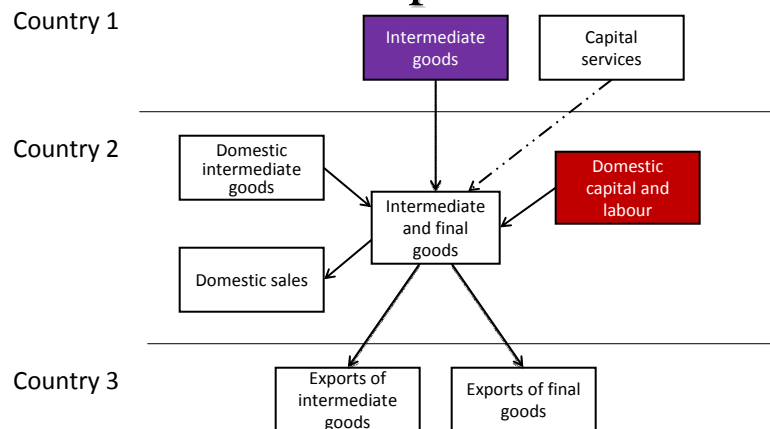 Country 1
Intermediate
goods
Capital
services
Country 2
Domestic
intermediate
goods
Domestic
capital and
labour
Intermediate
and final
goods
Domestic sales
Country 3
Exports of
intermediate
goods
Exports of final
goods